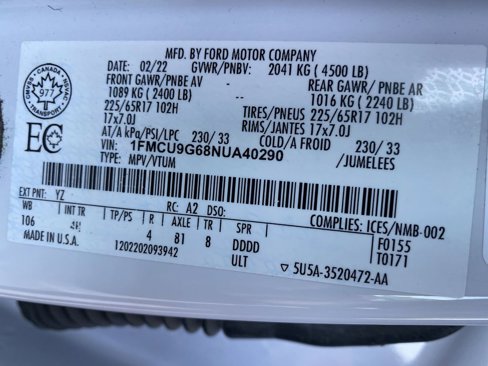 MFD. BY FORD MOTOR COMPANY
DATE: 02/22 GVWR/PNBV: 2041 KG ( 4500 LB)
FRONT GAWR/PNBE AV REAR GAWR/ PNBE AR
1089 KG ( 2400 LB) 1016 KG ( 2240 LB)
225/65R17 102H TIRES/PNEUS 225/65R17 102H
17x7.0J RIMS/JANTES 17x7.0J
AT/A kPa/PSI/LPC 230/ 33 COLD/A FROID 230/ 33
VIN: 1FMCU9G68NUA40290 /JUMELEES
TYPE: MPV/VTUM
CANADA
977
TRANSPORT
EC
EXT PNT: YZ RC: A2 DSO: COMPLIES: ICES/NMB-002
WB INT TR TP/PS R AXLE TR SPR F0155
106 4 81 8 DDDD T0171
MADE IN U.S.A. 1202202093942 ULT ▽ 5U5A-3520472-AA